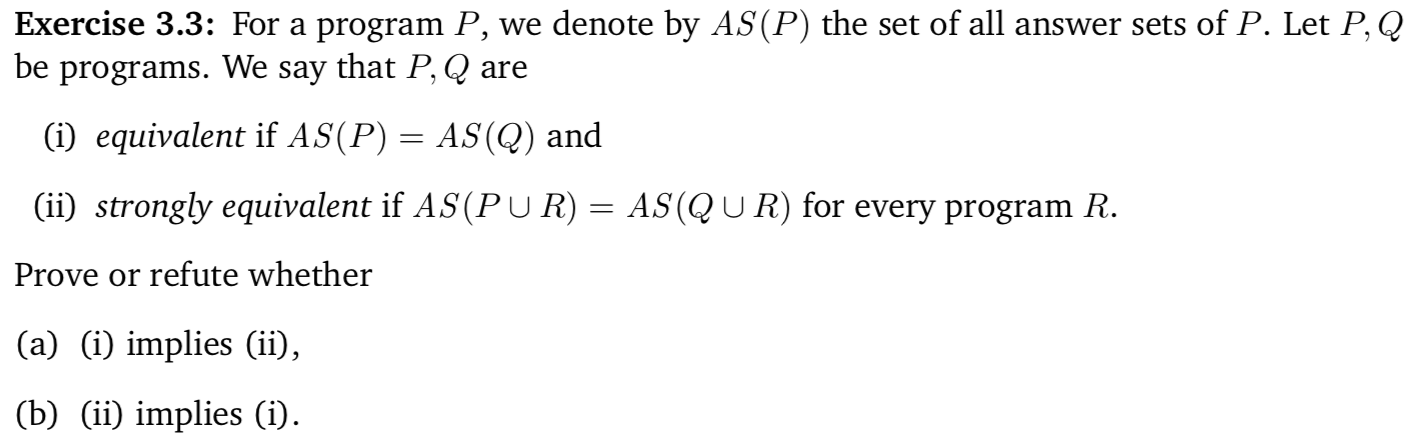 Exercise 3.3: For a program P, we denote by AS(P) the set of all answer sets of P. Let P, Q
be programs. We say that P, Q are
(i) equivalent if AS(P) = AS(Q) and
(ii) strongly equivalent if AS(P ∪ R) = AS(Q ∪ R) for every program R.
Prove or refute whether
(a) (i) implies (ii),
(b) (ii) implies (i).